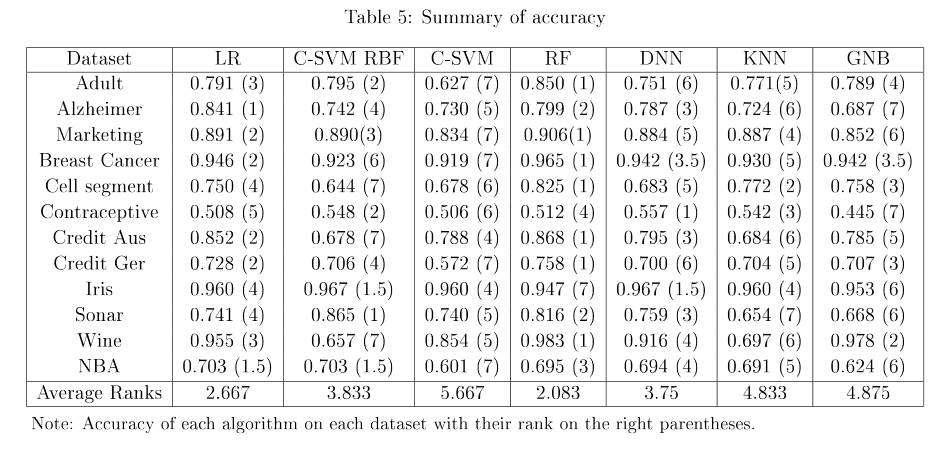 Table 5: Summary of accuracy
Dataset LR C-SVM RBF C-SVM RF DNN KNN GNB
Adult 0.791 (3) 0.795 (2) 0.627 (7) 0.850 (1) 0.751 (6) 0.771(5) 0.789 (4)
Alzheimer 0.841 (1) 0.742 (4) 0.730 (5) 0.799 (2) 0.787 (3) 0.724 (6) 0.687 (7)
Marketing 0.891 (2) 0.890(3) 0.834 (7) 0.906(1) 0.884 (5) 0.887 (4) 0.852 (6)
Breast Cancer 0.946 (2) 0.923 (6) 0.919 (7) 0.965 (1) 0.942 (3.5) 0.930 (5) 0.942 (3.5)
Cell segment 0.750 (4) 0.644 (7) 0.678 (6) 0.825 (1) 0.683 (5) 0.772 (2) 0.758 (3)
Contraceptive 0.508 (5) 0.548 (2) 0.506 (6) 0.512 (4) 0.557 (1) 0.542 (3) 0.445 (7)
Credit Aus 0.852 (2) 0.678 (7) 0.788 (4) 0.868 (1) 0.795 (3) 0.684 (6) 0.785 (5)
Credit Ger 0.728 (2) 0.706 (4) 0.572 (7) 0.758 (1) 0.700 (6) 0.704 (5) 0.707 (3)
Iris 0.960 (4) 0.967 (1.5) 0.960 (4) 0.947 (7) 0.967 (1.5) 0.960 (4) 0.953 (6)
Sonar 0.741 (4) 0.865 (1) 0.740 (5) 0.816 (2) 0.759 (3) 0.654 (7) 0.668 (6)
Wine 0.955 (3) 0.657 (7) 0.854 (5) 0.983 (1) 0.916 (4) 0.697 (6) 0.978 (2)
NBA 0.703 (1.5) 0.703 (1.5) 0.601 (7) 0.695 (3) 0.694 (4) 0.691 (5) 0.624 (6)
Average Ranks 2.667 3.833 5.667 2.083 3.75 4.833 4.875
Note: Accuracy of each algorithm on each dataset with their rank on the right parentheses.